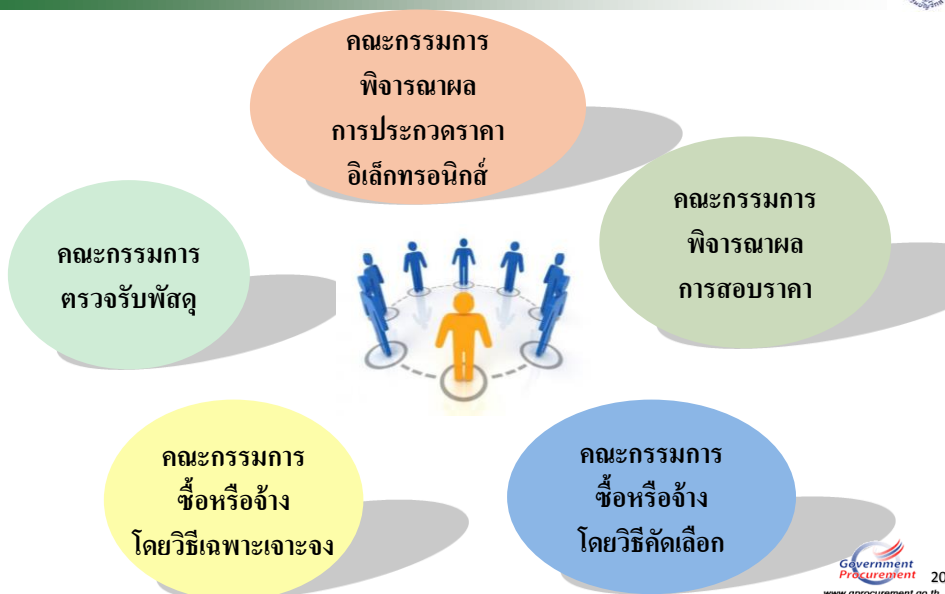 คณะกรรมการ
พิจารณาผล
การประกวดราคา
อิเล็กทรอนิกส์
คณะกรรมการ
พิจารณาผล
การสอบราคา
คณะกรรมการ
ตรวจรับพัสดุ
คณะกรรมการ
ซื้อหรือจ้าง
โดยวิธีเฉพาะเจาะจง
คณะกรรมการ
ซื้อหรือจ้าง
โดยวิธีคัดเลือก
Government
Procurement
20
www.gprocurement.go.th